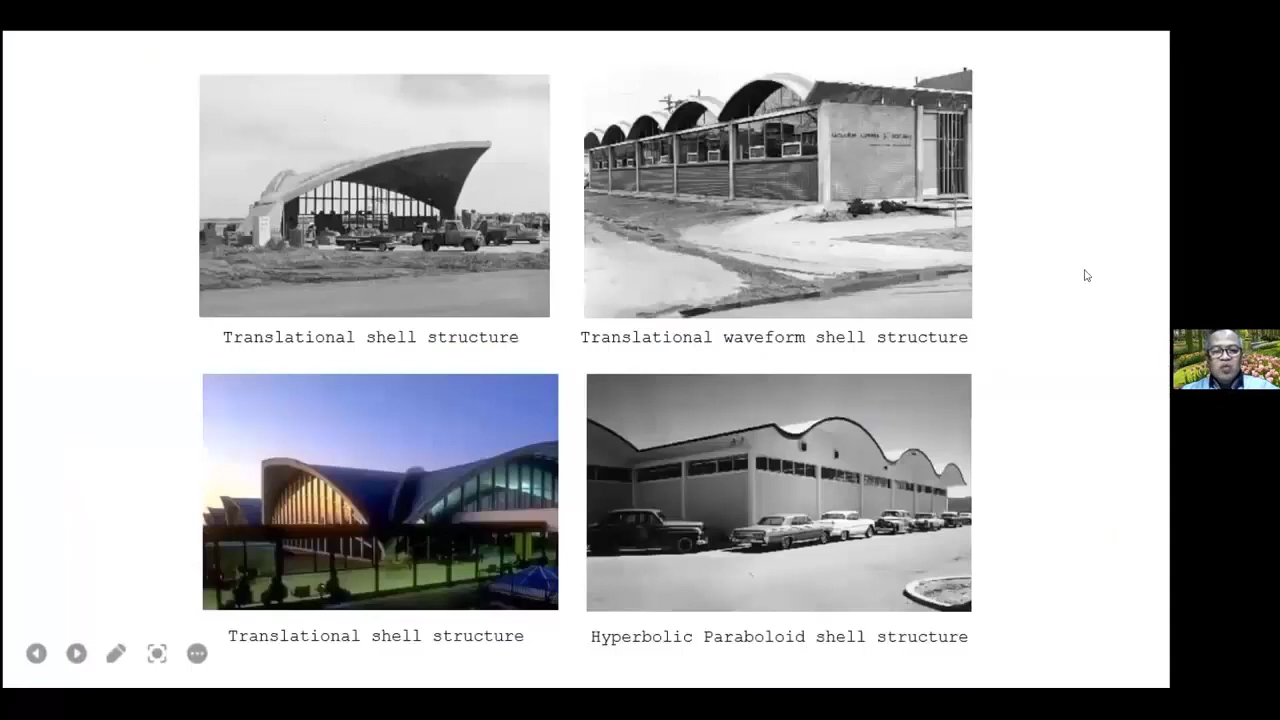 Translational shell structure
Translational waveform shell structure
Translational shell structure
Hyperbolic Paraboloid shell structure